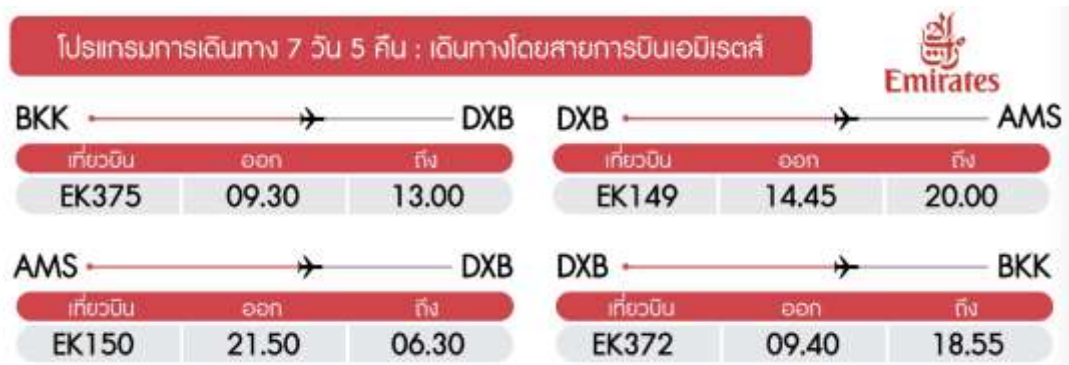 โปรแกรมการเดินทาง 7 วัน 5 คืน : เดินทางโดยสายการบินเอมิเรตส์
Emirates
BKK DXB
เที่ยวบิน ออก ถึง
EK375 09.30 13.00
DXB AMS
เที่ยวบิน ออก ถึง
EK149 14.45 20.00
AMS DXB
เที่ยวบิน ออก ถึง
EK150 21.50 06.30
DXB BKK
เที่ยวบิน ออก ถึง
EK372 09.40 18.55